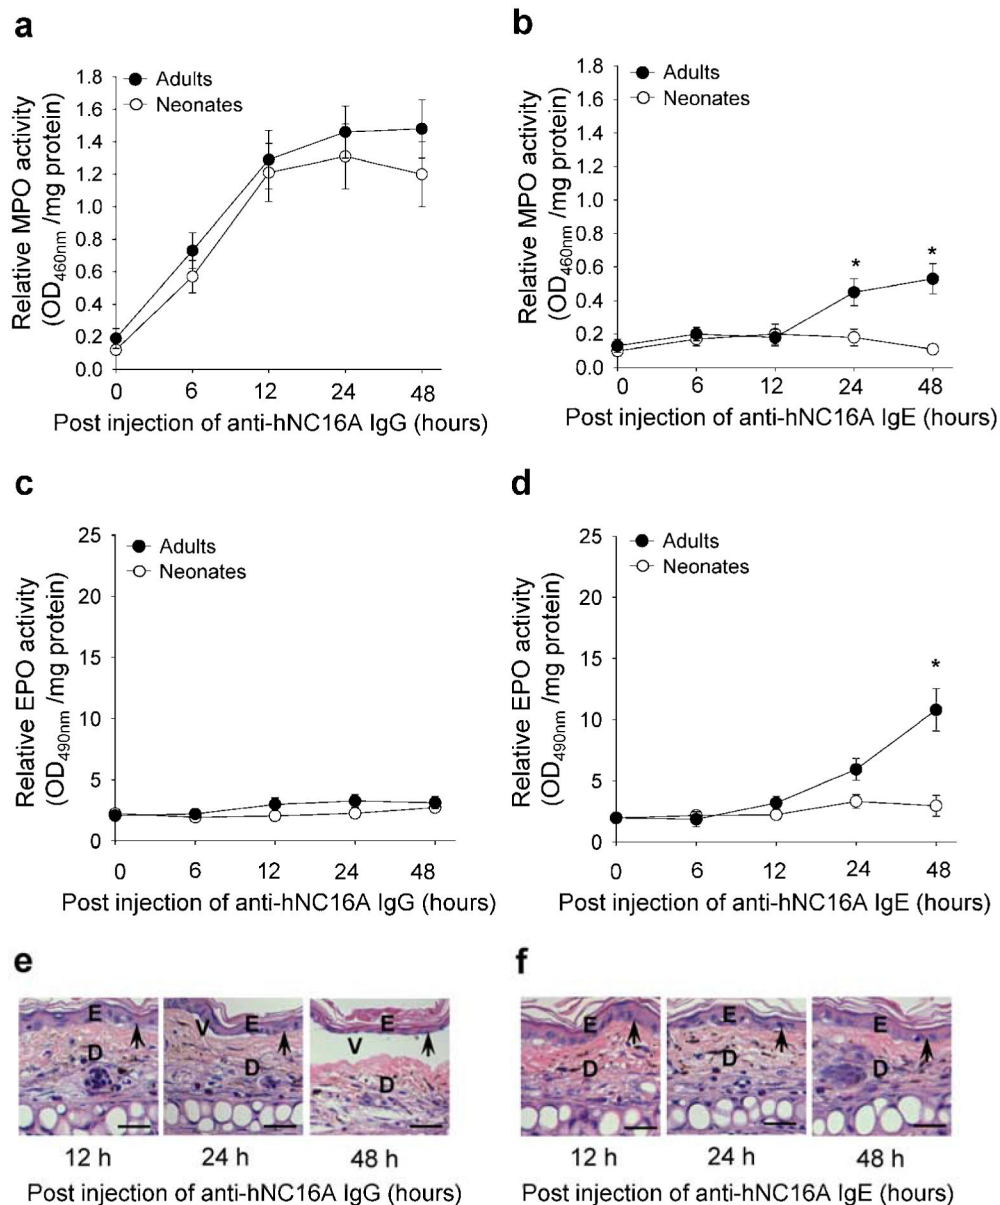 a
Adults
Neonates
Relative MPO activity
(OD460nm /mg protein)
1.8
1.6
1.4
1.2
1.0
0.8
0.6
0.4
0.2
0.0
0 6 12 24 48
Post injection of anti-hNC16A IgG (hours)
b
Adults
Neonates
Relative MPO activity
(OD460nm /mg protein)
1.8
1.6
1.4
1.2
1.0
0.8
0.6
0.4
0.2
0.0
* *
0 6 12 24 48
Post injection of anti-hNC16A IgE (hours)
c
Adults
Neonates
Relative EPO activity
(OD490nm /mg protein)
25
20
15
10
5
0
0 6 12 24 48
Post injection of anti-hNC16A IgG (hours)
d
Adults
Neonates
Relative EPO activity
(OD490nm /mg protein)
25
20
15
10
5
0
*
0 6 12 24 48
Post injection of anti-hNC16A IgE (hours)
e
E
D
V E
D
E
V
D
12 h 24 h 48 h
Post injection of anti-hNC16A IgG (hours)
f
E
D
E
D
E
D
12 h 24 h 48 h
Post injection of anti-hNC16A IgE (hours)